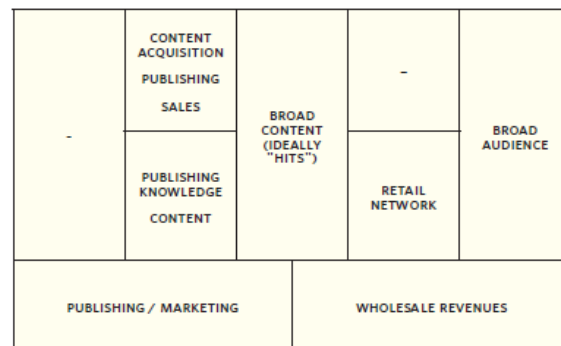 -
CONTENT
ACQUISITION
PUBLISHING
SALES
PUBLISHING
KNOWLEDGE
CONTENT
BROAD
CONTENT
(IDEALLY
"HITS")
–
RETAIL
NETWORK
BROAD
AUDIENCE
PUBLISHING / MARKETING
WHOLESALE REVENUES